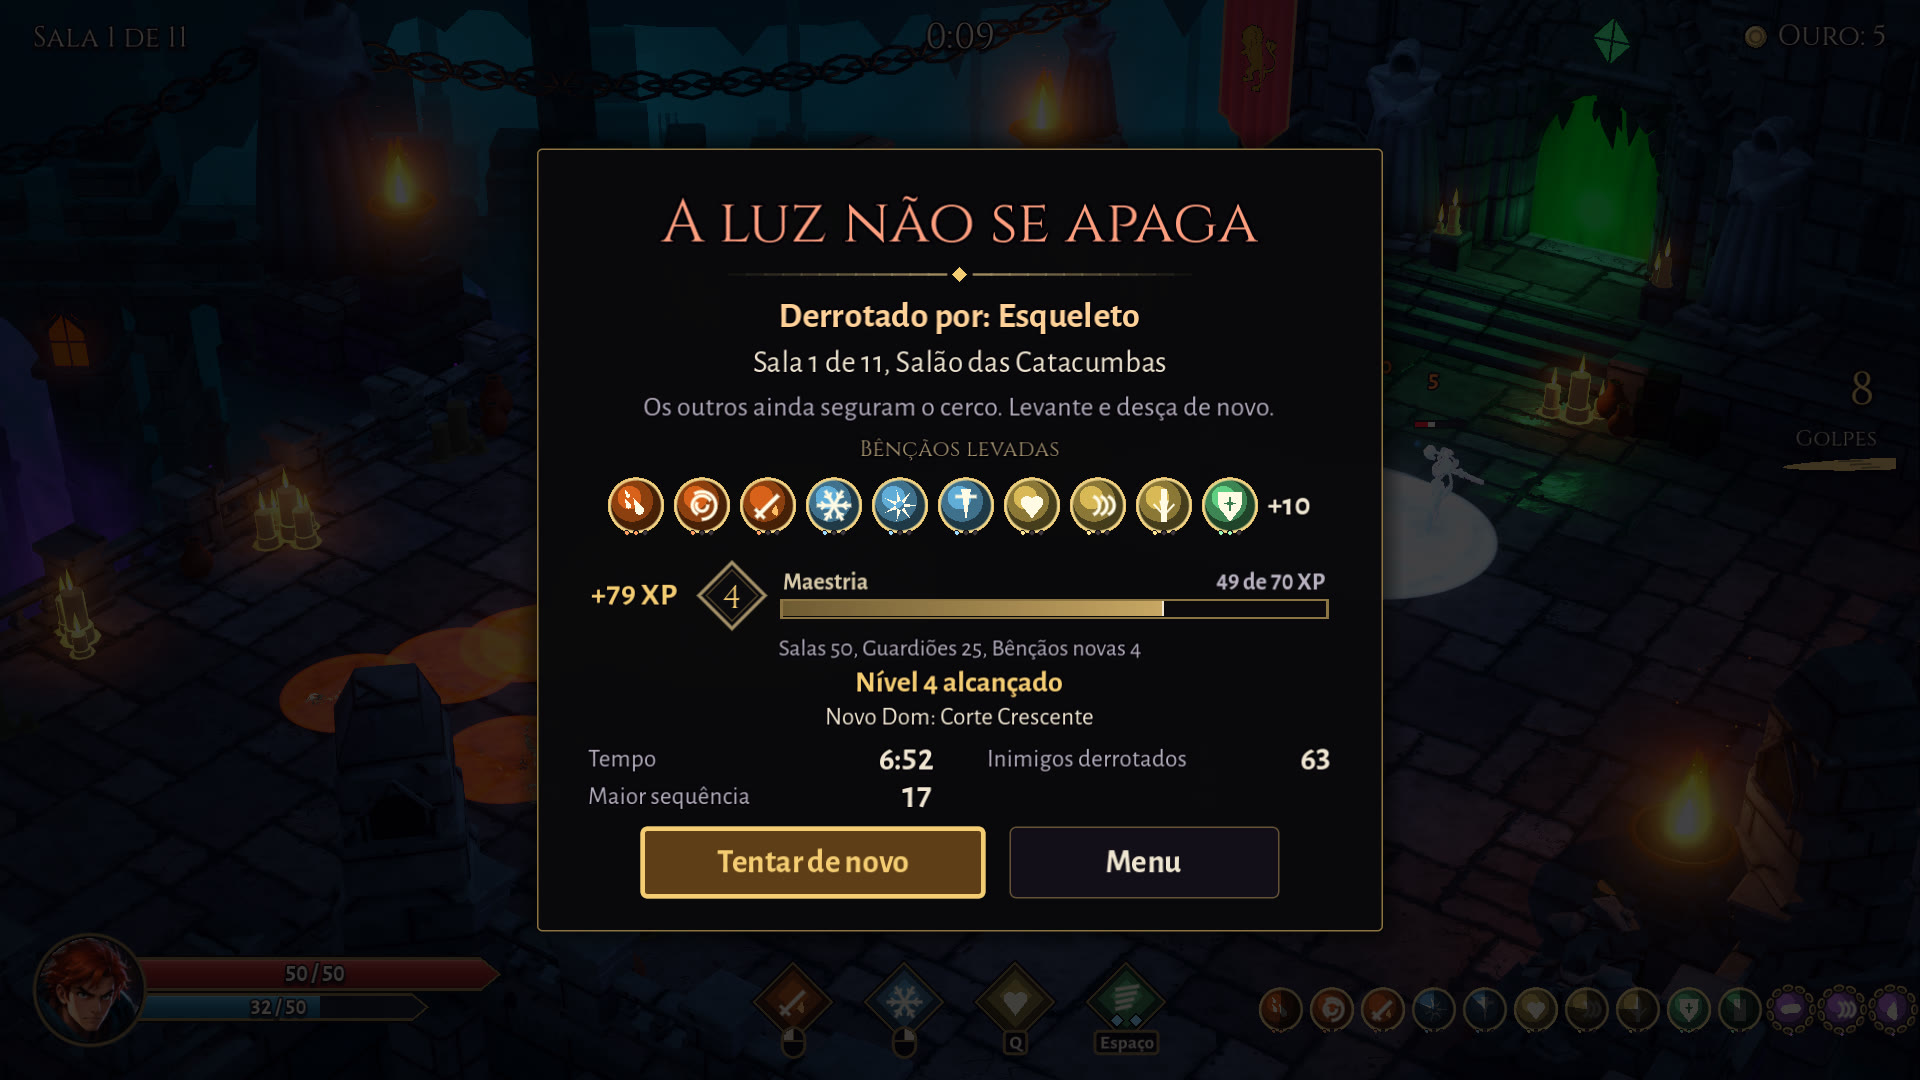 SALA 1 DE 11
0:09
OURO: 5
A LUZ NÃO SE APAGA
Derrotado por: Esqueleto
Sala 1 de 11, Salão das Catacumbas
Os outros ainda seguram o cerco. Levante e desça de novo.
BÊNÇÃOS LEVADAS
+10
5
8
GOLPES
+79 XP
4
Maestria
49 de 70 XP
Salas 50, Guardiões 25, Bênçãos novas 4
Nível 4 alcançado
Novo Dom: Corte Crescente
Tempo 6:52 Inimigos derrotados 63
Maior sequência 17
Tentar de novo
Menu
50/50
32/50
Q
Espaço